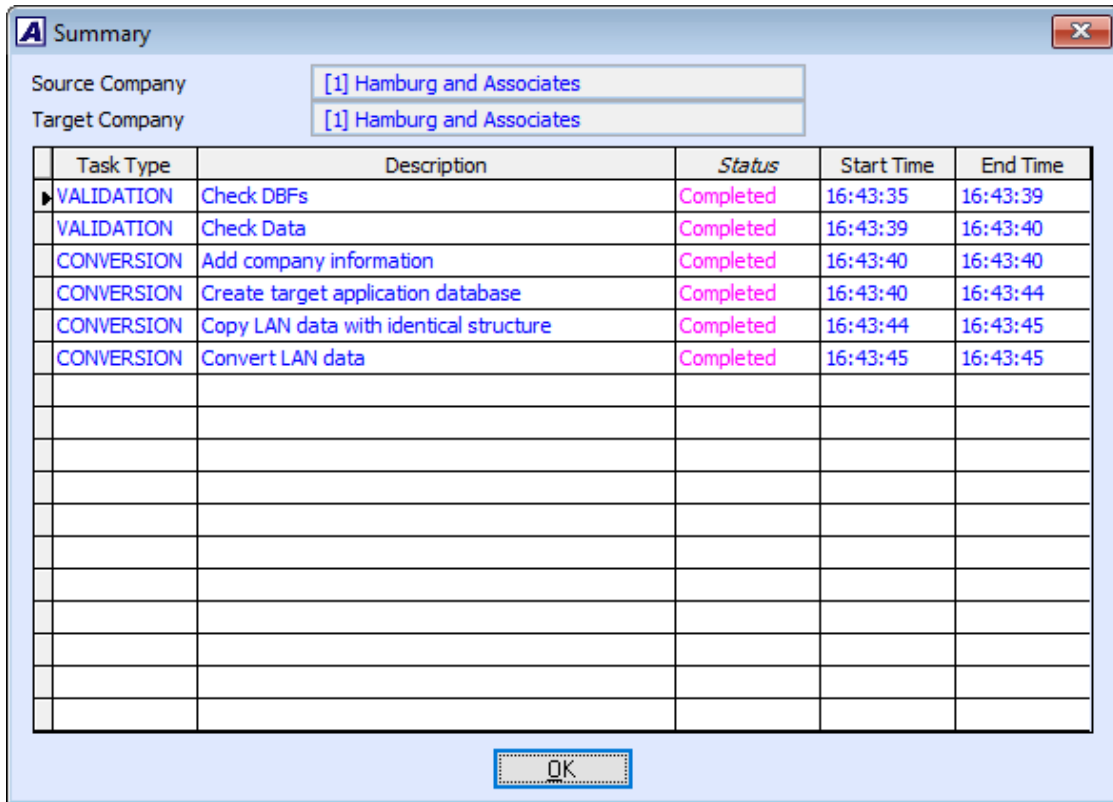 A Summary
Source Company [1] Hamburg and Associates
Target Company [1] Hamburg and Associates
Task Type Description Status Start Time End Time
VALIDATION Check DBFs Completed 16:43:35 16:43:39
VALIDATION Check Data Completed 16:43:39 16:43:40
CONVERSION Add company information Completed 16:43:40 16:43:40
CONVERSION Create target application database Completed 16:43:40 16:43:44
CONVERSION Copy LAN data with identical structure Completed 16:43:44 16:43:45
CONVERSION Convert LAN data Completed 16:43:45 16:43:45
OK